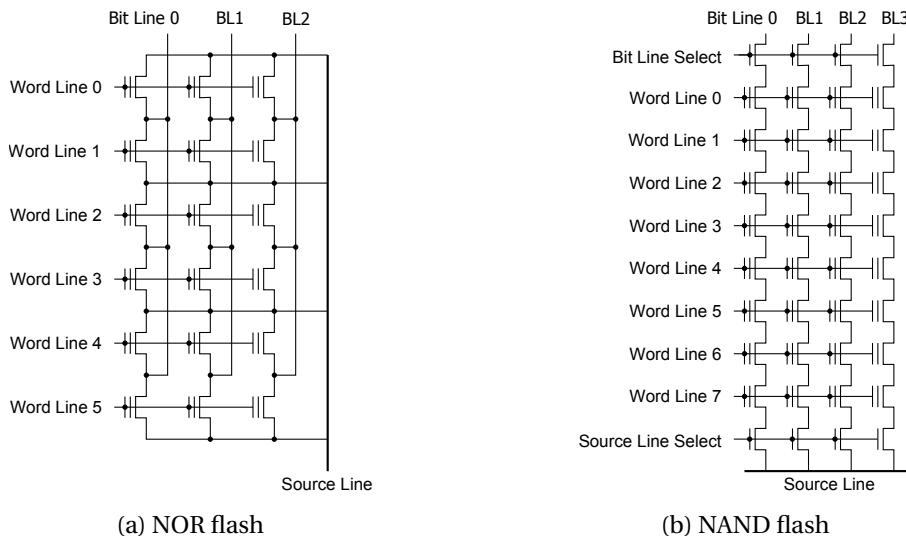 Bit Line 0 BL1 BL2
Word Line 0
Word Line 1
Word Line 2
Word Line 3
Word Line 4
Word Line 5
Source Line
(a) NOR flash
Bit Line 0 BL1 BL2 BL3
Bit Line Select
Word Line 0
Word Line 1
Word Line 2
Word Line 3
Word Line 4
Word Line 5
Word Line 6
Word Line 7
Source Line Select
Source Line
(b) NAND flash